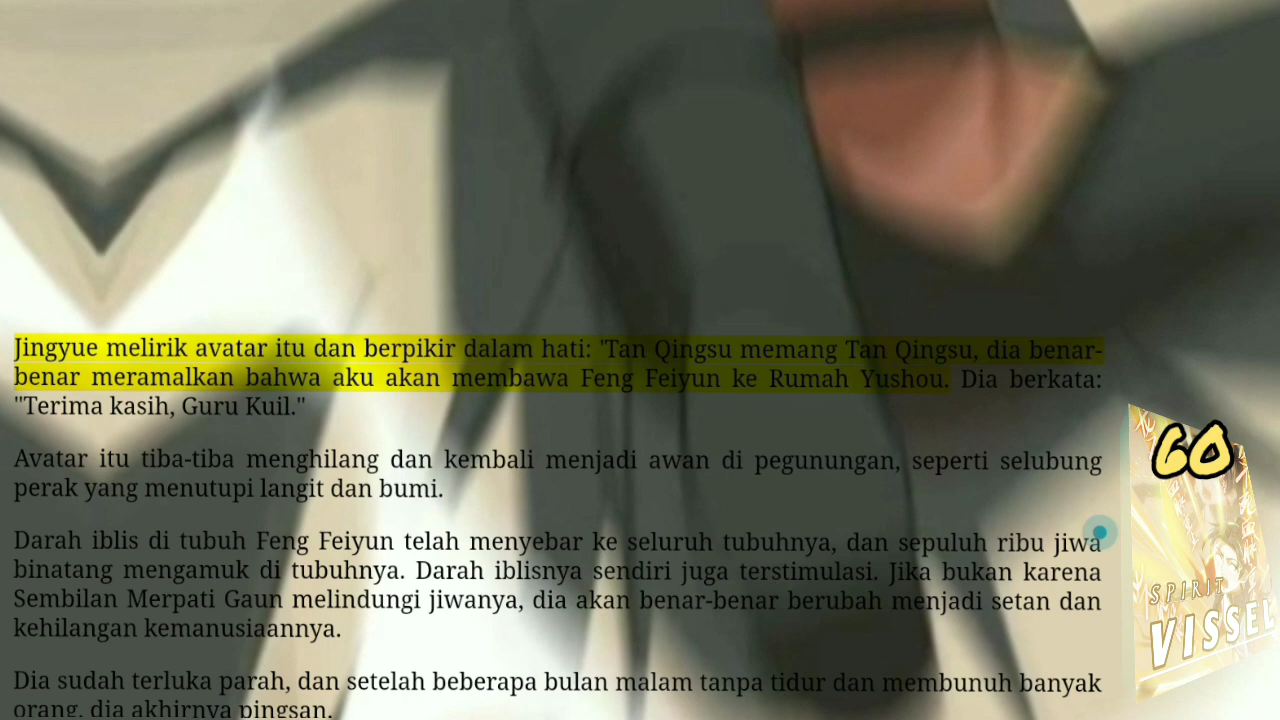 Jingyue melirik avatar itu dan berpikir dalam hati: "Tan Qingsu memang Tan Qingsu, dia benar-
benar meramalkan bahwa aku akan membawa Feng Feiyun ke Rumah Yushou. Dia berkata:
"Terima kasih, Guru Kuil."
Avatar itu tiba-tiba menghilang dan kembali menjadi awan di pegunungan, seperti selubung
perak yang menutupi langit dan bumi.
Darah iblis di tubuh Feng Feiyun telah menyebar ke seluruh tubuhnya, dan sepuluh ribu jiwa
binatang mengamuk di tubuhnya. Darah iblisnya sendiri juga terstimulasi. Jika bukan karena
Sembilan Merpati Gaun melindungi jiwanya, dia akan benar-benar berubah menjadi setan dan
kehilangan kemanusiaannya.
Dia sudah terluka parah, dan setelah beberapa bulan malam tanpa tidur dan membunuh banyak
orang, dia akhirnya pingsan.
60
SPIRIT
VISSEL